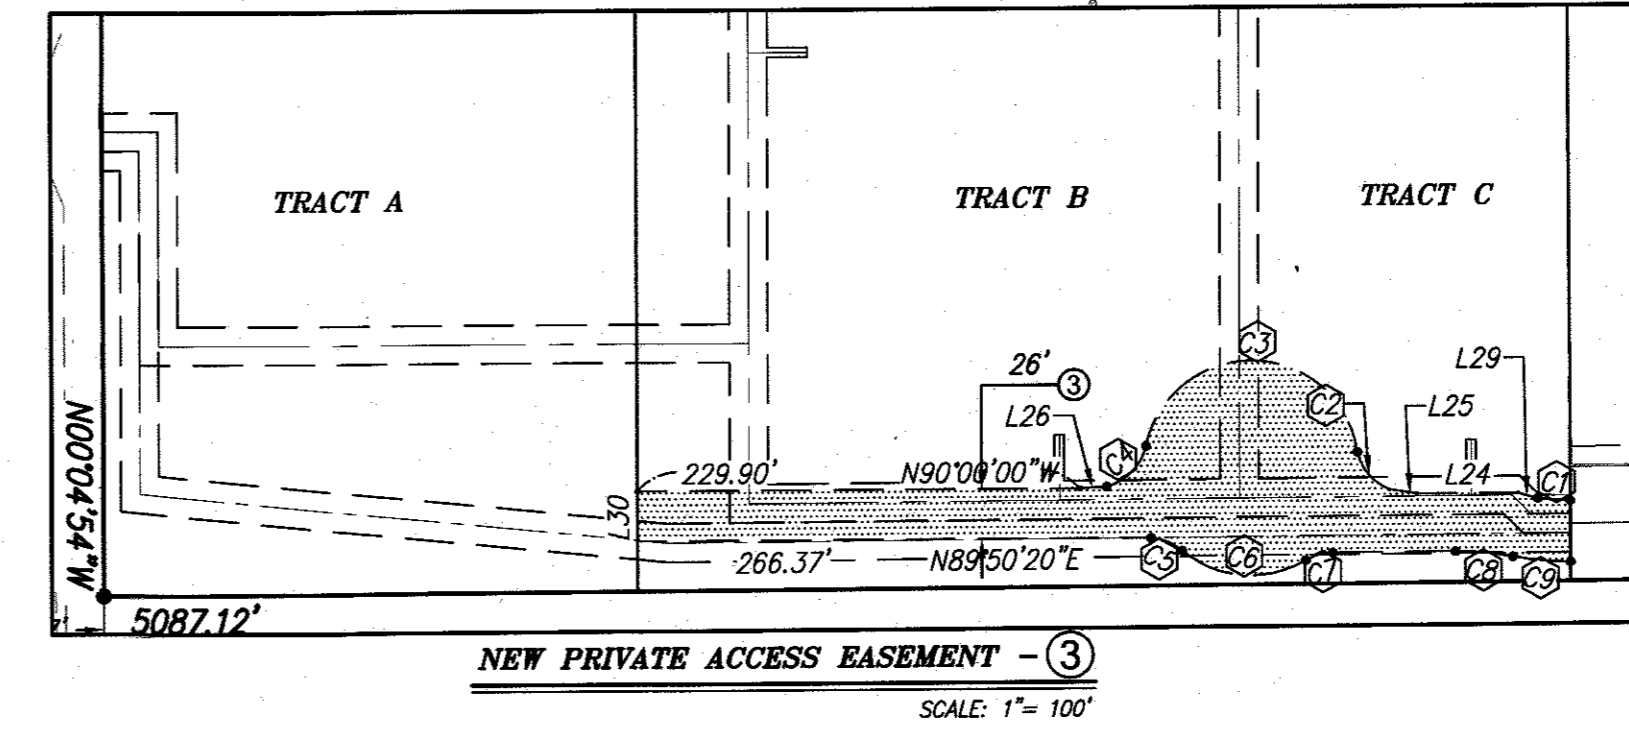 TRACT A
TRACT B
TRACT C
C3
26'
3
L29
L26
C2
L25
C4
229.90'
N90°00'00"W
L24
C1
L30
N00°04'54"W
266.37'
N89°50'20"E
C5
C6
C7
C8
C9
5087.12'
NEW PRIVATE ACCESS EASEMENT - 3
SCALE: 1"= 100'